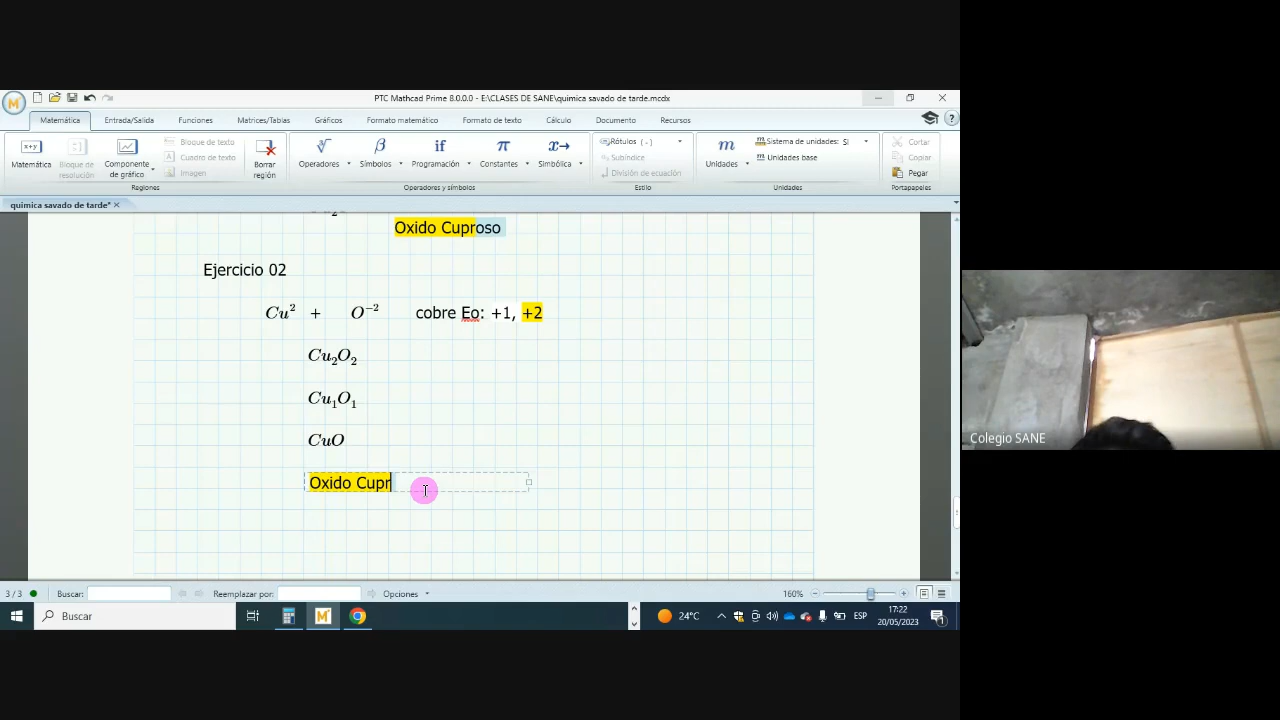 PTC Mathcad Prime 8.0.0.0 - E:\CLASES DE SANE\quimica savado de tarde.mcdx
Matemática Entrada/Salida Funciones Matrices/Tablas Gráficos Formato matemático Formato de texto Cálculo Documento Recursos
Matemática
Bloque de resolución
Componente de gráfico
Bloque de texto
Cuadro de texto
Imagen
Borrar región
Operadores
Símbolos
Programación
Constantes
Simbólica
Rótulos ( - )
Subíndice
División de ecuación
Unidades
Sistema de unidades: SI
Unidades base
Cortar
Copiar
Pegar
Regiones Operadores y símbolos Estilo Unidades Portapapeles
quimica savado de tarde*
Oxido Cuproso
Ejercicio 02
Cu² + O⁻² cobre Eo: +1, +2
Cu₂O₂
Cu₁O₁
CuO
Oxido Cupr
Colegio SANE
3 / 3 Buscar: Reemplazar por: Opciones 160%
Buscar 24°C ESP 17:22
20/05/2023
1